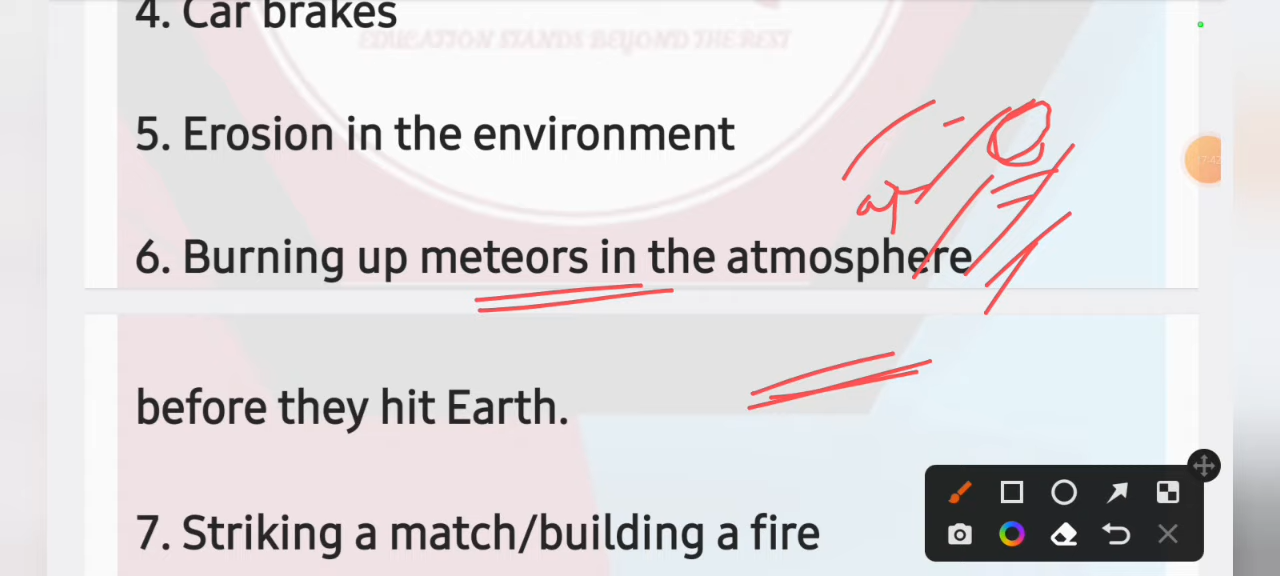 4. Car brakes
EDUCATION STANDS BEYOND THE REST
5. Erosion in the environment
6. Burning up meteors in the atmosphere
before they hit Earth.
7. Striking a match/building a fire